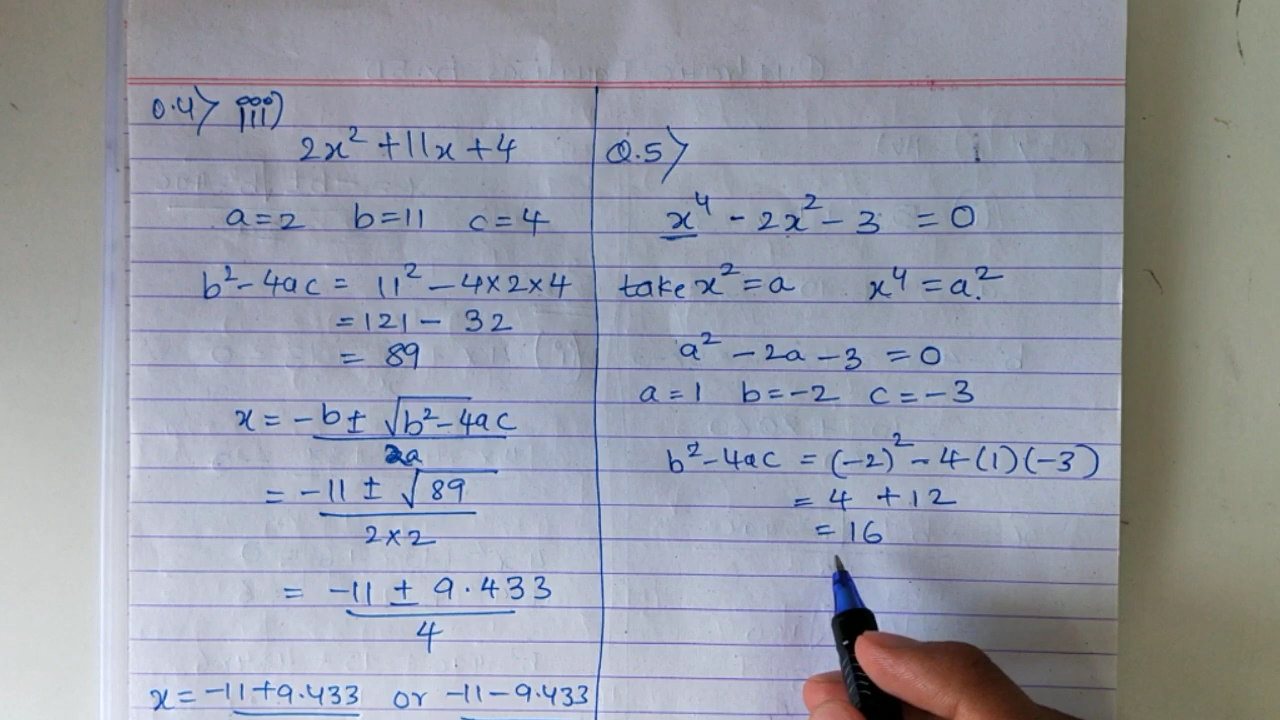 Q.4> iii)
2x² + 11x + 4
a=2 b=11 c=4
b²-4ac = 11² - 4×2×4
= 121 - 32
= 89
x = -b ± √b²-4ac
2a
= -11 ± √89
2×2
= -11 ± 9.433
4
x = -11+9.433 or -11-9.433
Q.5>
x⁴ - 2x² - 3 = 0
take x² = a x⁴ = a²
a² - 2a - 3 = 0
a=1 b=-2 c=-3
b²-4ac = (-2)² - 4(1)(-3)
= 4 + 12
= 16